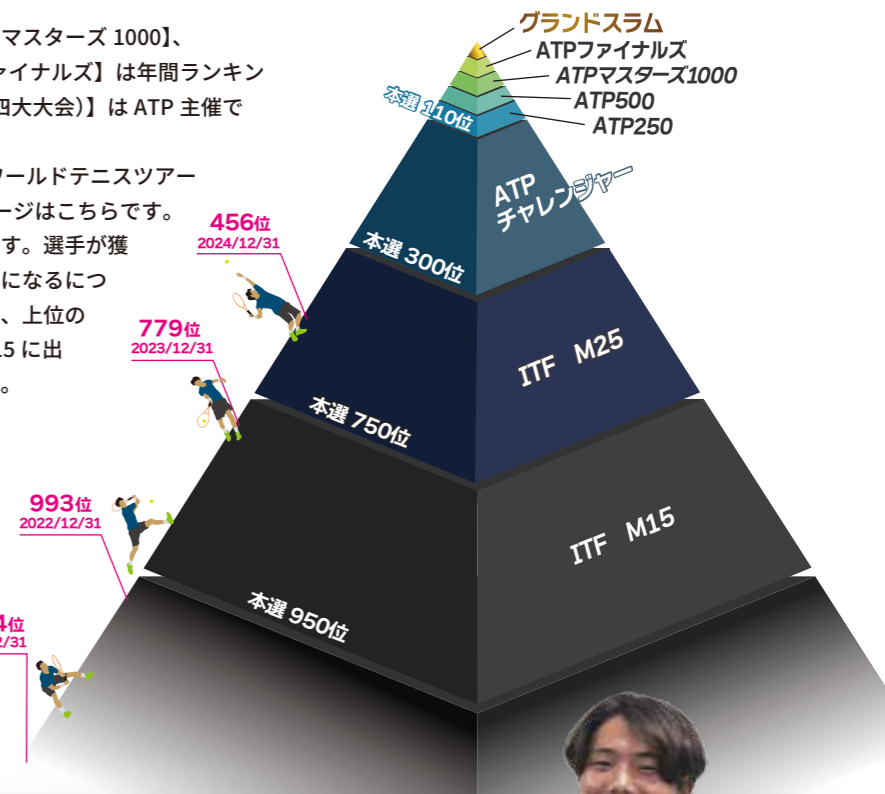 マスターズ 1000】、
ァイナルズ】は年間ランキン
四大大会）】は ATP 主催で
ワールドテニスツアー
ージはこちらです。
す。選手が獲
になるにつ
、上位の
に出
。
グランドスラム
ATPファイナルズ
ATPマスターズ1000
ATP500
ATP250
本選 110位
ATP
チャレンジャー
本選 300位
456位
2024/12/31
ITF M25
779位
2023/12/31
本選 750位
993位
2022/12/31
ITF M15
本選 950位
位
/31